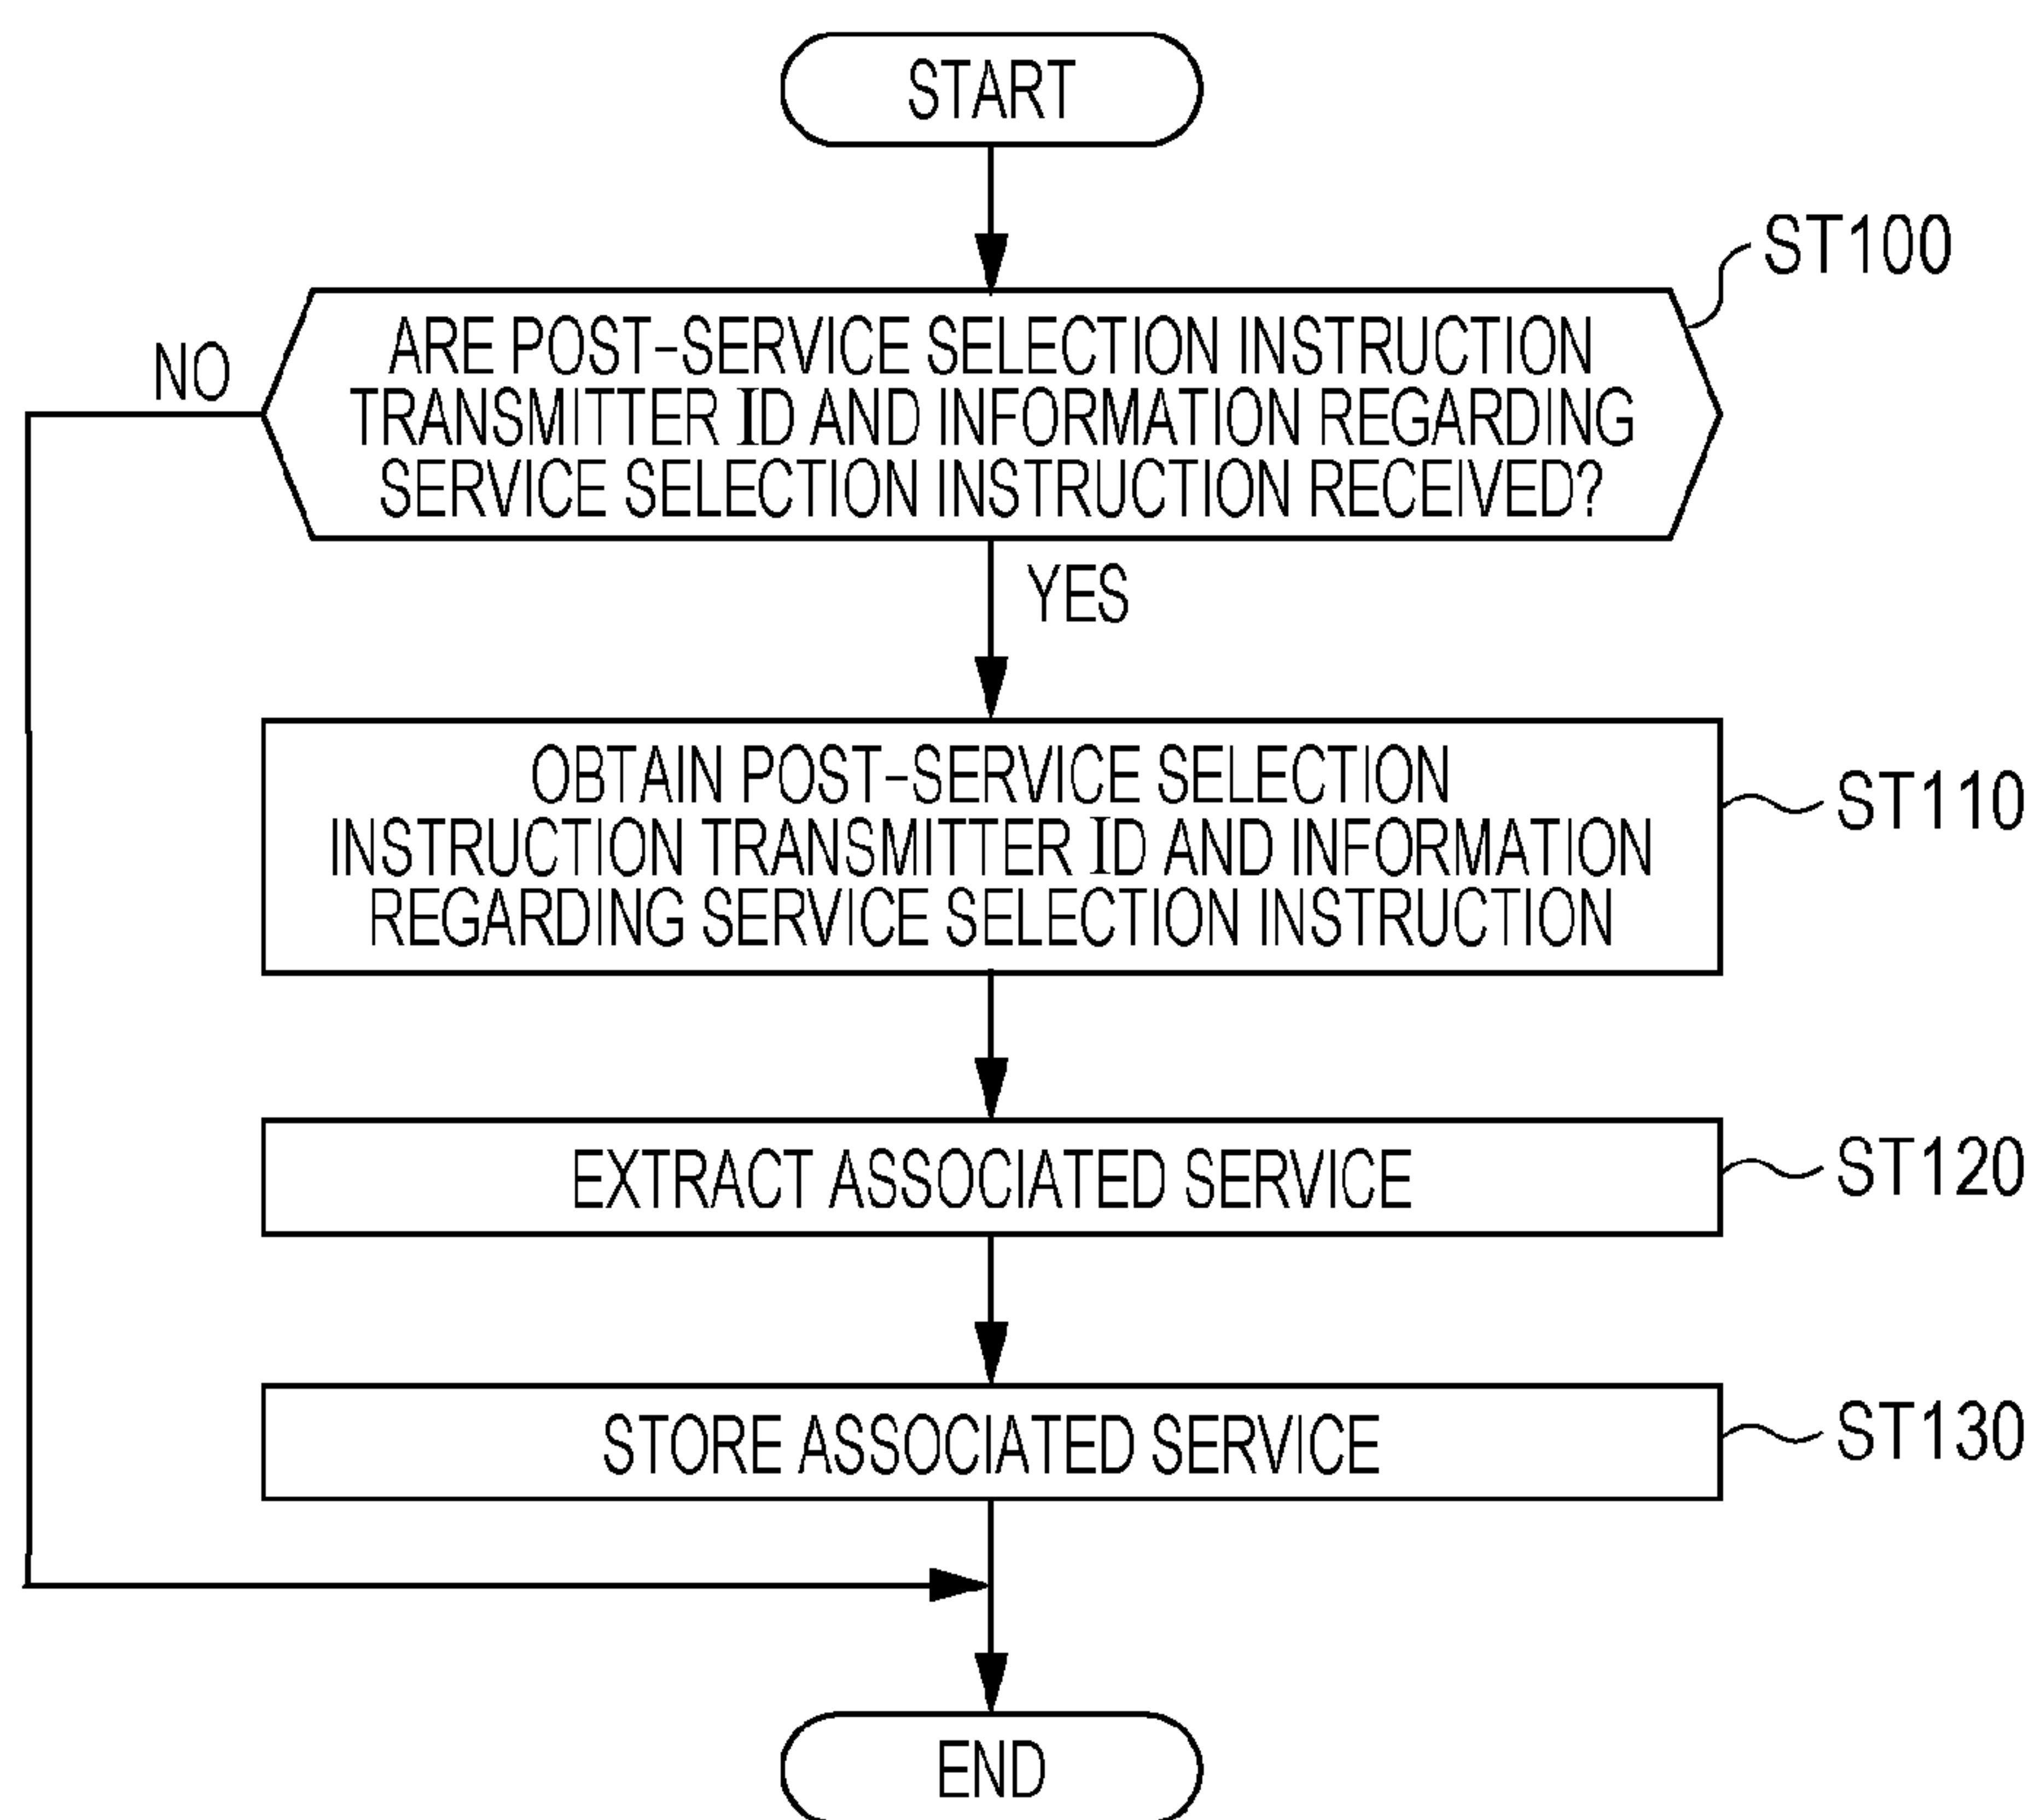 START
ST100
NO
ARE POST-SERVICE SELECTION INSTRUCTION
TRANSMITTER ID AND INFORMATION REGARDING
SERVICE SELECTION INSTRUCTION RECEIVED?
YES
OBTAIN POST-SERVICE SELECTION
INSTRUCTION TRANSMITTER ID AND INFORMATION
REGARDING SERVICE SELECTION INSTRUCTION
ST110
EXTRACT ASSOCIATED SERVICE
ST120
STORE ASSOCIATED SERVICE
ST130
END